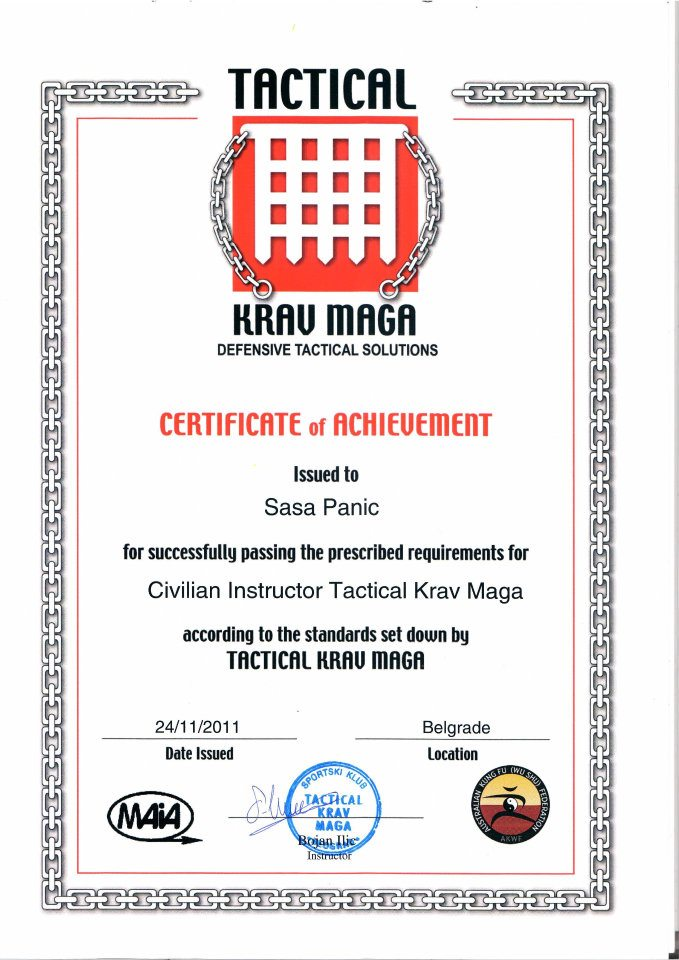 TACTICAL
KRAV MAGA
DEFENSIVE TACTICAL SOLUTIONS
CERTIFICATE of ACHIEVEMENT
Issued to
Sasa Panic
for successfully passing the prescribed requirements for
Civilian Instructor Tactical Krav Maga
according to the standards set down by
TACTICAL KRAV MAGA
24/11/2011
Belgrade
Date Issued
Location
MAiA
SPORTSKI KLUB
TACTICAL
KRAV
MAGA
Bojan Ilic
Instructor
AUSTRALIAN KUNG FU (WU SHU) FEDERATION
AKWF